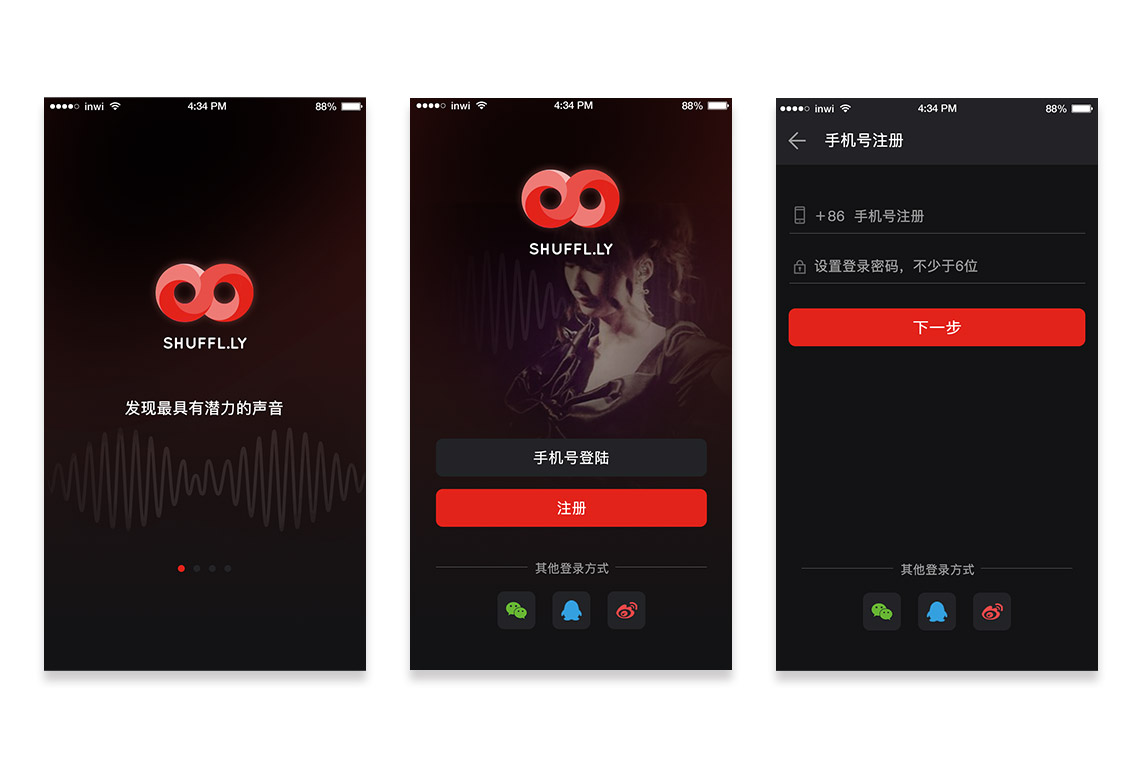 inwi 4:34 PM 88%
SHUFFL.LY
发现最具有潜力的声音
inwi 4:34 PM 88%
SHUFFL.LY
手机号登陆
注册
其他登录方式
inwi 4:34 PM 88%
手机号注册
+86 手机号注册
设置登录密码，不少于6位
下一步
其他登录方式